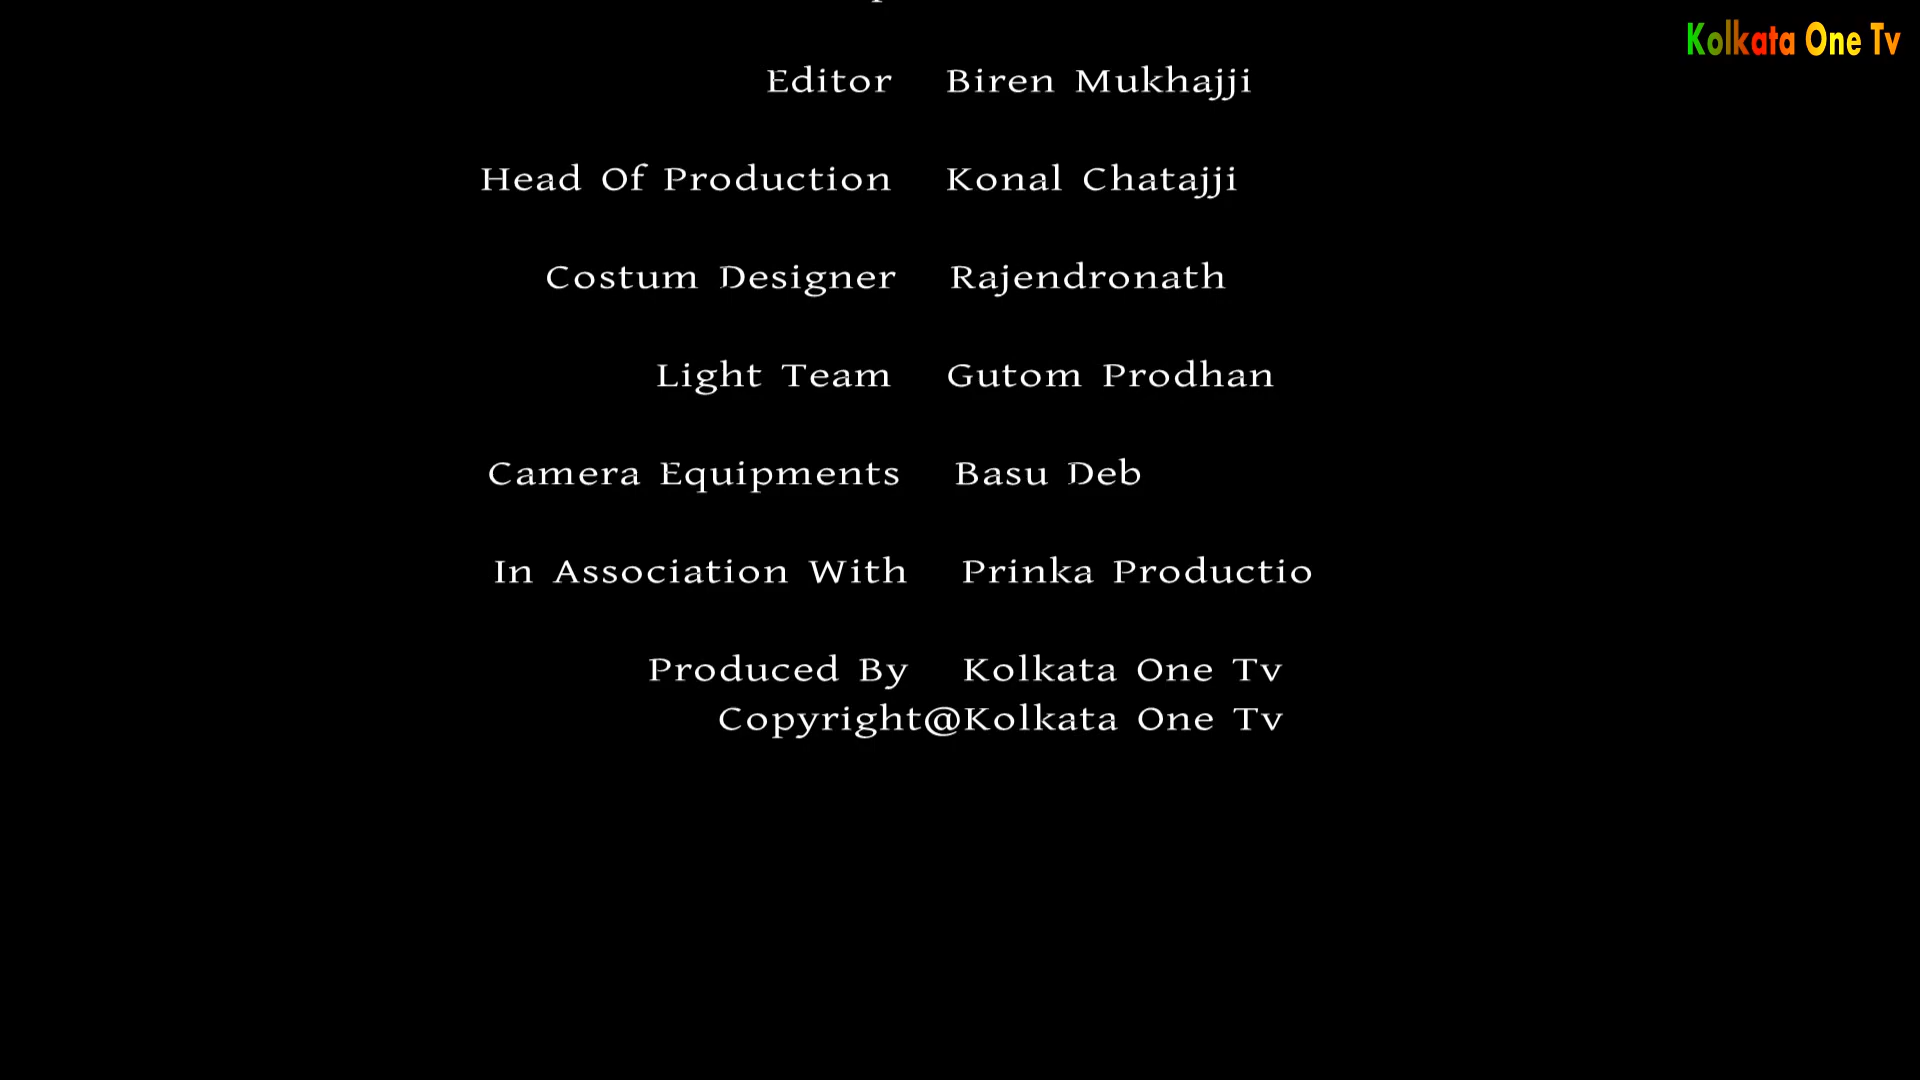 Kolkata One Tv
Editor Biren Mukhajji
Head Of Production Konal Chatajji
Costum Designer Rajendronath
Light Team Gutom Prodhan
Camera Equipments Basu Deb
In Association With Prinka Productio
Produced By Kolkata One Tv
Copyright@Kolkata One Tv